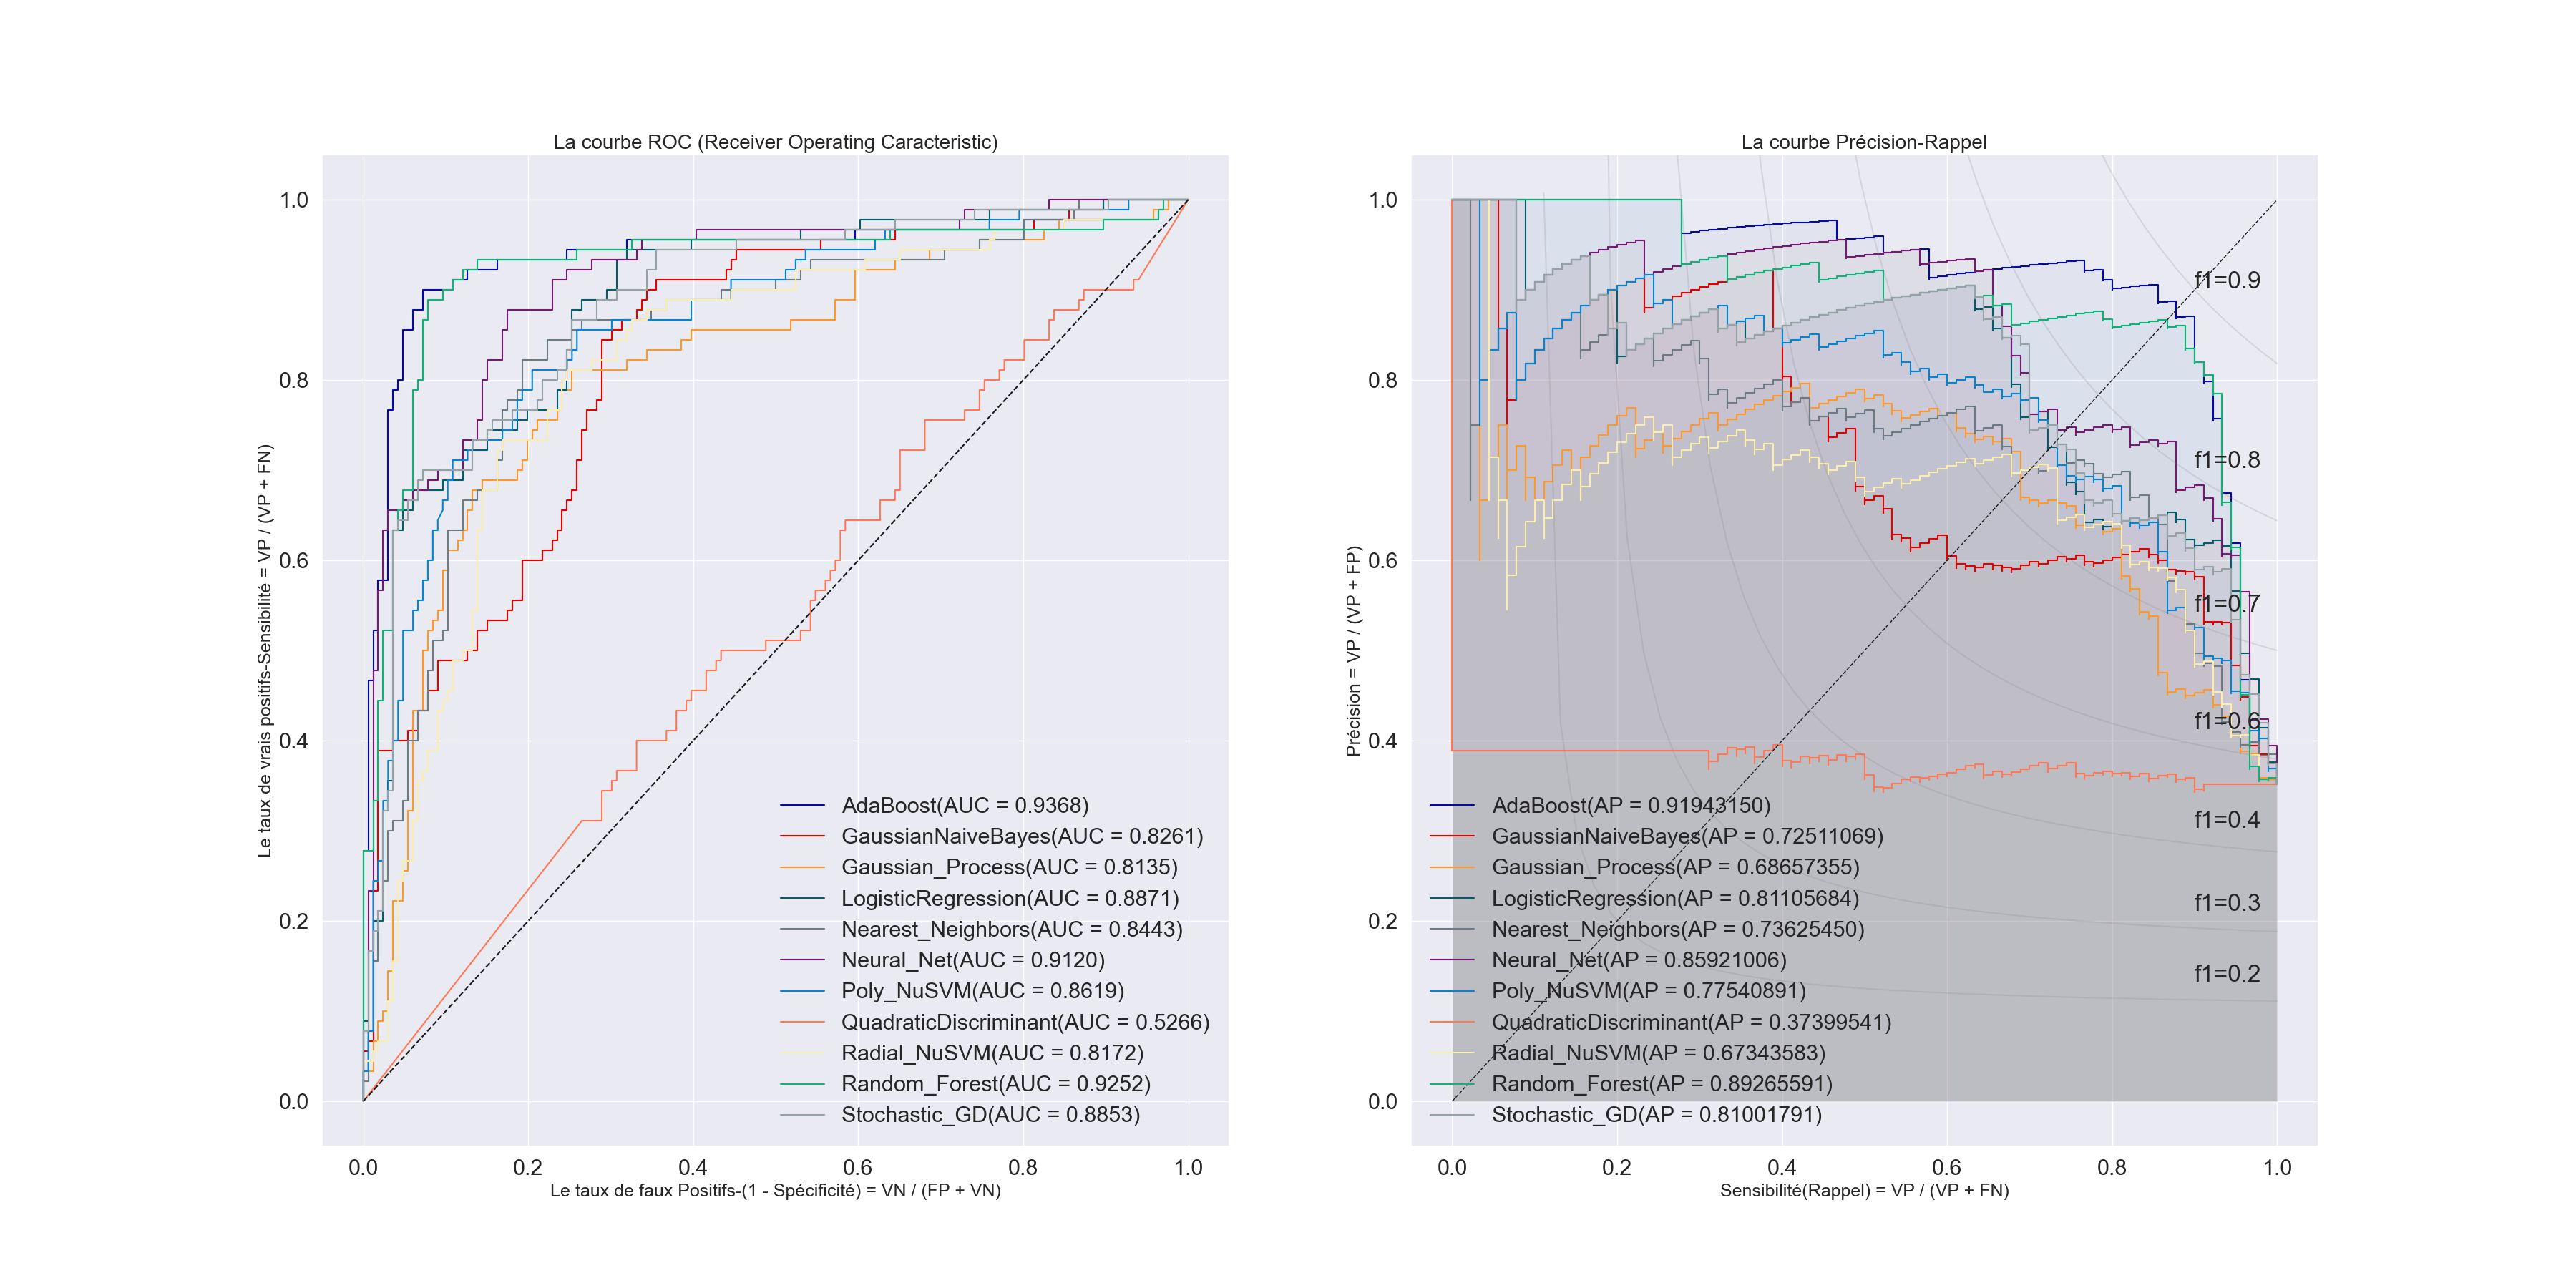 La courbe ROC (Receiver Operating Caracteristic)
Le taux de vrais positifs-Sensibilité = VP / (VP + FN)
1.0
0.8
0.6
0.4
0.2
0.0
AdaBoost(AUC = 0.9368)
GaussianNaiveBayes(AUC = 0.8261)
Gaussian_Process(AUC = 0.8135)
LogisticRegression(AUC = 0.8871)
Nearest_Neighbors(AUC = 0.8443)
Neural_Net(AUC = 0.9120)
Poly_NuSVM(AUC = 0.8619)
QuadraticDiscriminant(AUC = 0.5266)
Radial_NuSVM(AUC = 0.8172)
Random_Forest(AUC = 0.9252)
Stochastic_GD(AUC = 0.8853)
0.0 0.2 0.4 0.6 0.8 1.0
Le taux de faux Positifs-(1 - Spécificité) = VN / (FP + VN)
La courbe Précision-Rappel
Précision = VP / (VP + FP)
1.0
0.8
0.6
0.4
0.2
0.0
f1=0.9
f1=0.8
f1=0.7
f1=0.6
f1=0.4
f1=0.3
f1=0.2
AdaBoost(AP = 0.91943150)
GaussianNaiveBayes(AP = 0.72511069)
Gaussian_Process(AP = 0.68657355)
LogisticRegression(AP = 0.81105684)
Nearest_Neighbors(AP = 0.73625450)
Neural_Net(AP = 0.85921006)
Poly_NuSVM(AP = 0.77540891)
QuadraticDiscriminant(AP = 0.37399541)
Radial_NuSVM(AP = 0.67343583)
Random_Forest(AP = 0.89265591)
Stochastic_GD(AP = 0.81001791)
0.0 0.2 0.4 0.6 0.8 1.0
Sensibilité(Rappel) = VP / (VP + FN)